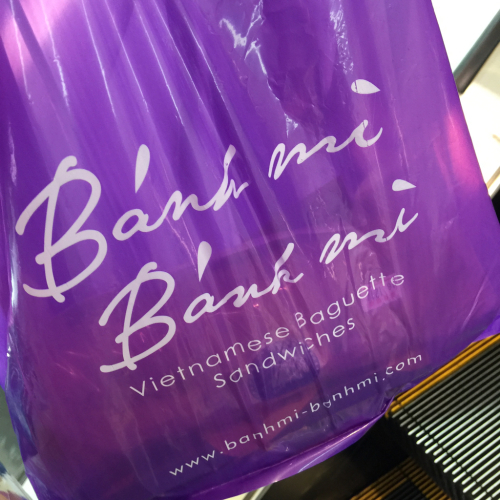 Bánh mì
Bánh mì
Vietnamese Baguette
Sandwiches
www.banhmi-banhmi.com